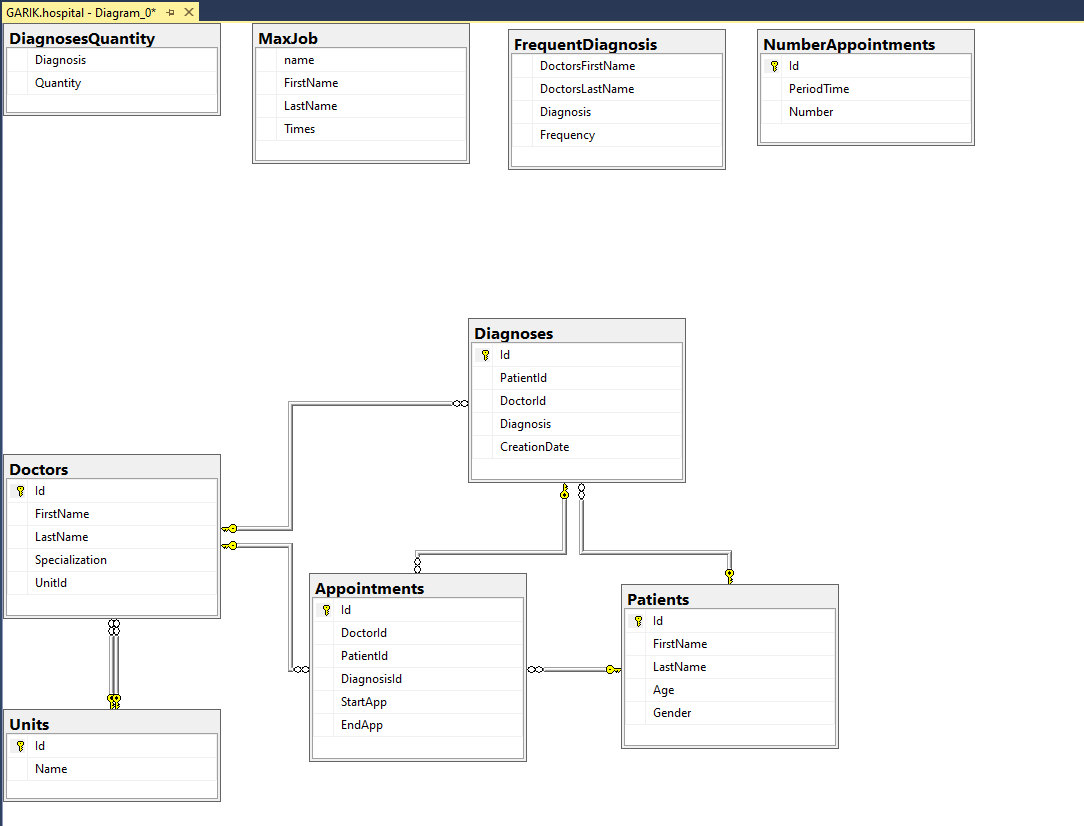 GARIK.hospital - Diagram_0*
DiagnosesQuantity
Diagnosis
Quantity
MaxJob
name
FirstName
LastName
Times
FrequentDiagnosis
DoctorsFirstName
DoctorsLastName
Diagnosis
Frequency
NumberAppointments
Id
PeriodTime
Number
Diagnoses
Id
PatientId
DoctorId
Diagnosis
CreationDate
Doctors
Id
FirstName
LastName
Specialization
UnitId
Appointments
Id
DoctorId
PatientId
DiagnosisId
StartApp
EndApp
Patients
Id
FirstName
LastName
Age
Gender
Units
Id
Name